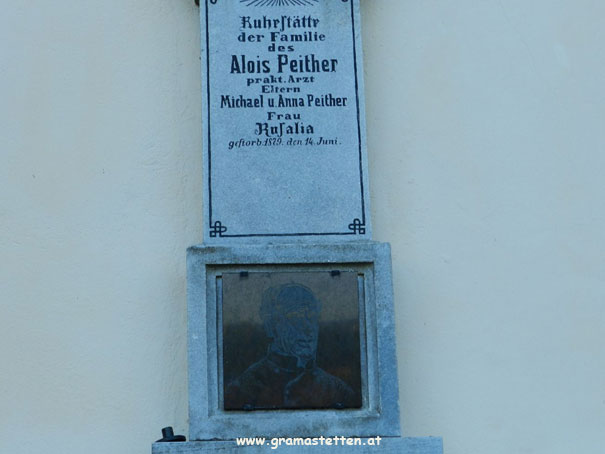 Ruheſtätte
der Familie
des
Alois Peither
prakt. Arzt
Eltern
Michael u. Anna Peither
Frau
Roſalia
geſtorb. 1879. den 14. Juni.
www.gramastetten.at